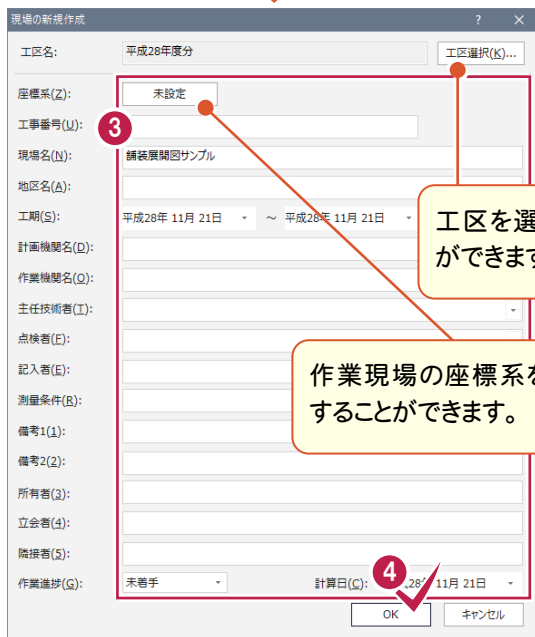 現場の新規作成 ? ×
工区名: 平成28年度分 工区選択(K)...
座標系(Z): 未設定
3
工事番号(U):
現場名(N): 舗装展開図サンプル
地区名(A):
工期(S): 平成28年 11月 21日 ～ 平成28年 11月 21日
工区を選
ができます
計画機関名(D):
作業機関名(O):
主任技術者(T):
点検者(F):
記入者(E):
作業現場の座標系を
することができます。
測量条件(R):
備考1(1):
備考2(2):
所有者(3):
立会者(4):
隣接者(5):
4
作業進捗(G): 未着手 計算日(C): 28年 11月 21日
OK キャンセル